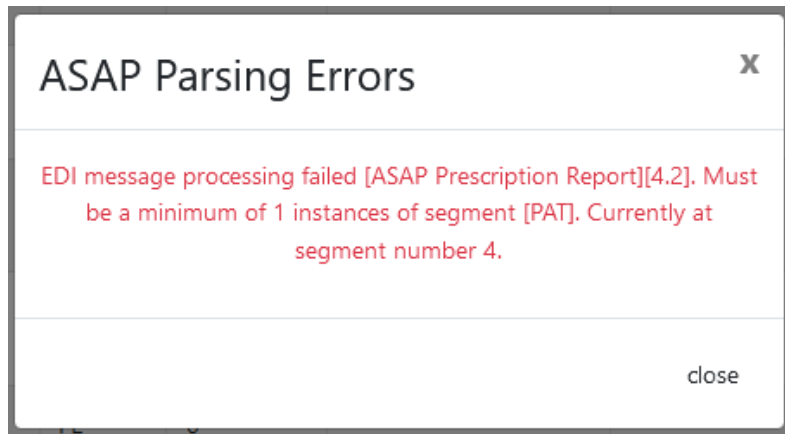 ASAP Parsing Errors
x
EDI message processing failed [ASAP Prescription Report][4.2]. Must
be a minimum of 1 instances of segment [PAT]. Currently at
segment number 4.
close